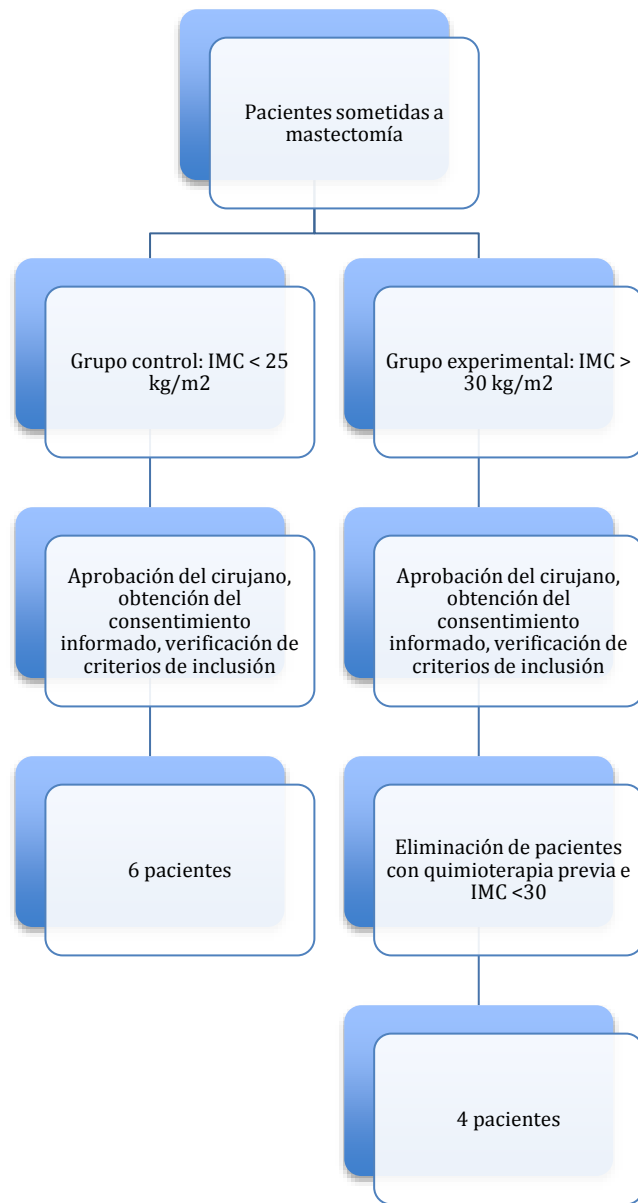 Pacientes sometidas a
mastectomía
Grupo control: IMC < 25
kg/m2
Grupo experimental: IMC >
30 kg/m2
Aprobación del cirujano,
obtención del
consentimiento
informado, verificación de
criterios de inclusión
Aprobación del cirujano,
obtención del
consentimiento
informado, verificación de
criterios de inclusión
6 pacientes
Eliminación de pacientes
con quimioterapia previa e
IMC <30
4 pacientes